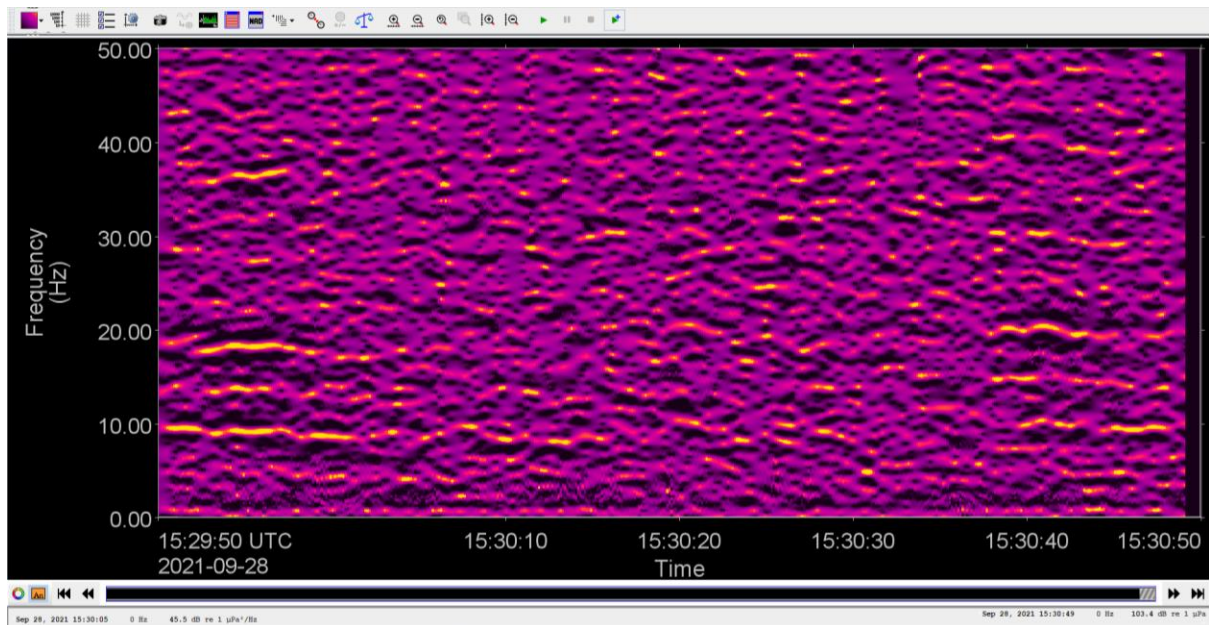 NRD
50.00
40.00
30.00
20.00
10.00
0.00
Frequency
(Hz)
15:29:50 UTC 15:30:10 15:30:20 15:30:30 15:30:40 15:30:50
2021-09-28
Time
Sep 28, 2021 15:30:05 0 Hz 45.5 dB re 1 µPa²/Hz
Sep 28, 2021 15:30:49 0 Hz 103.4 dB re 1 µPa